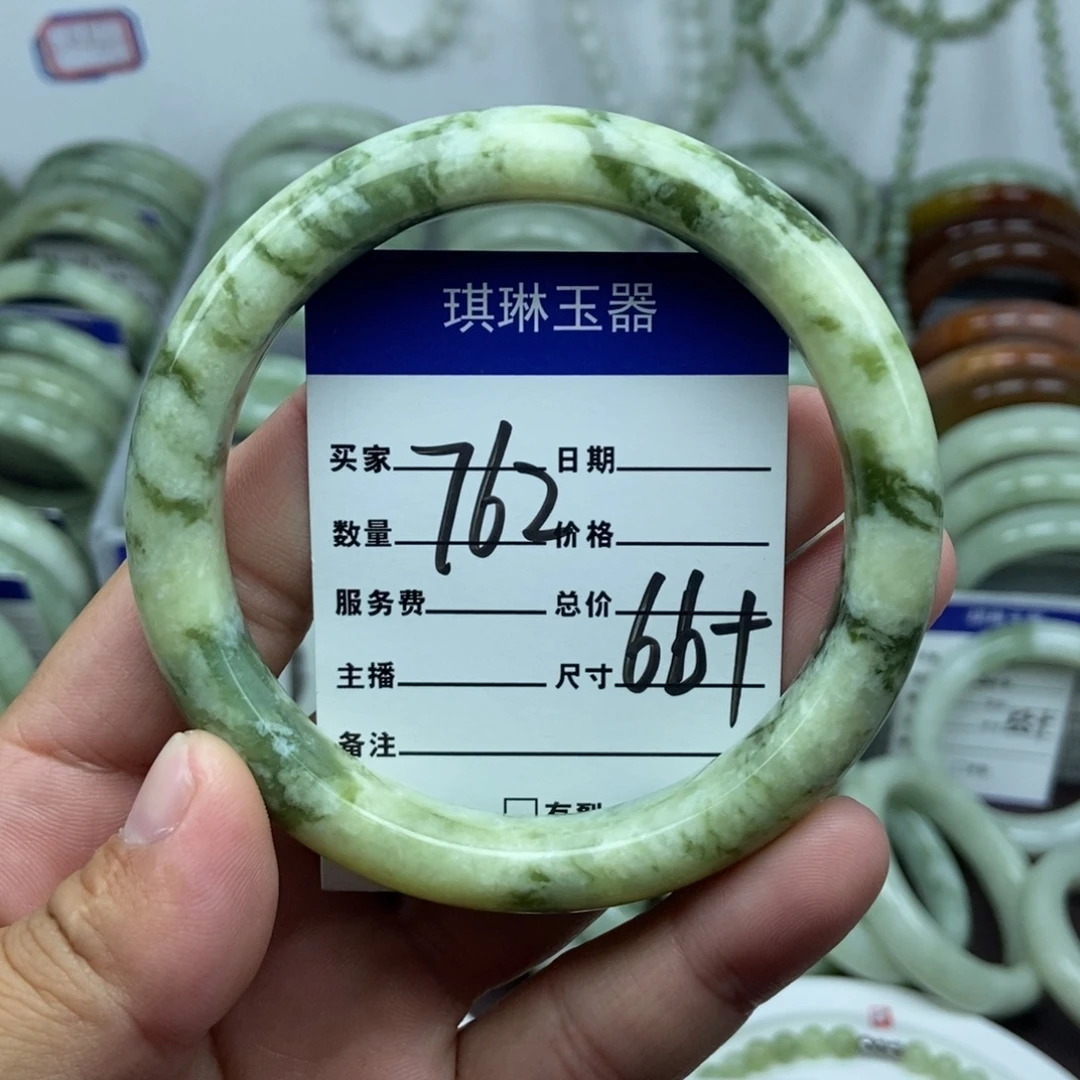 琪琳玉器
买家 762 日期
数量 价格
服务费 总价
主播 尺寸 66+
备注